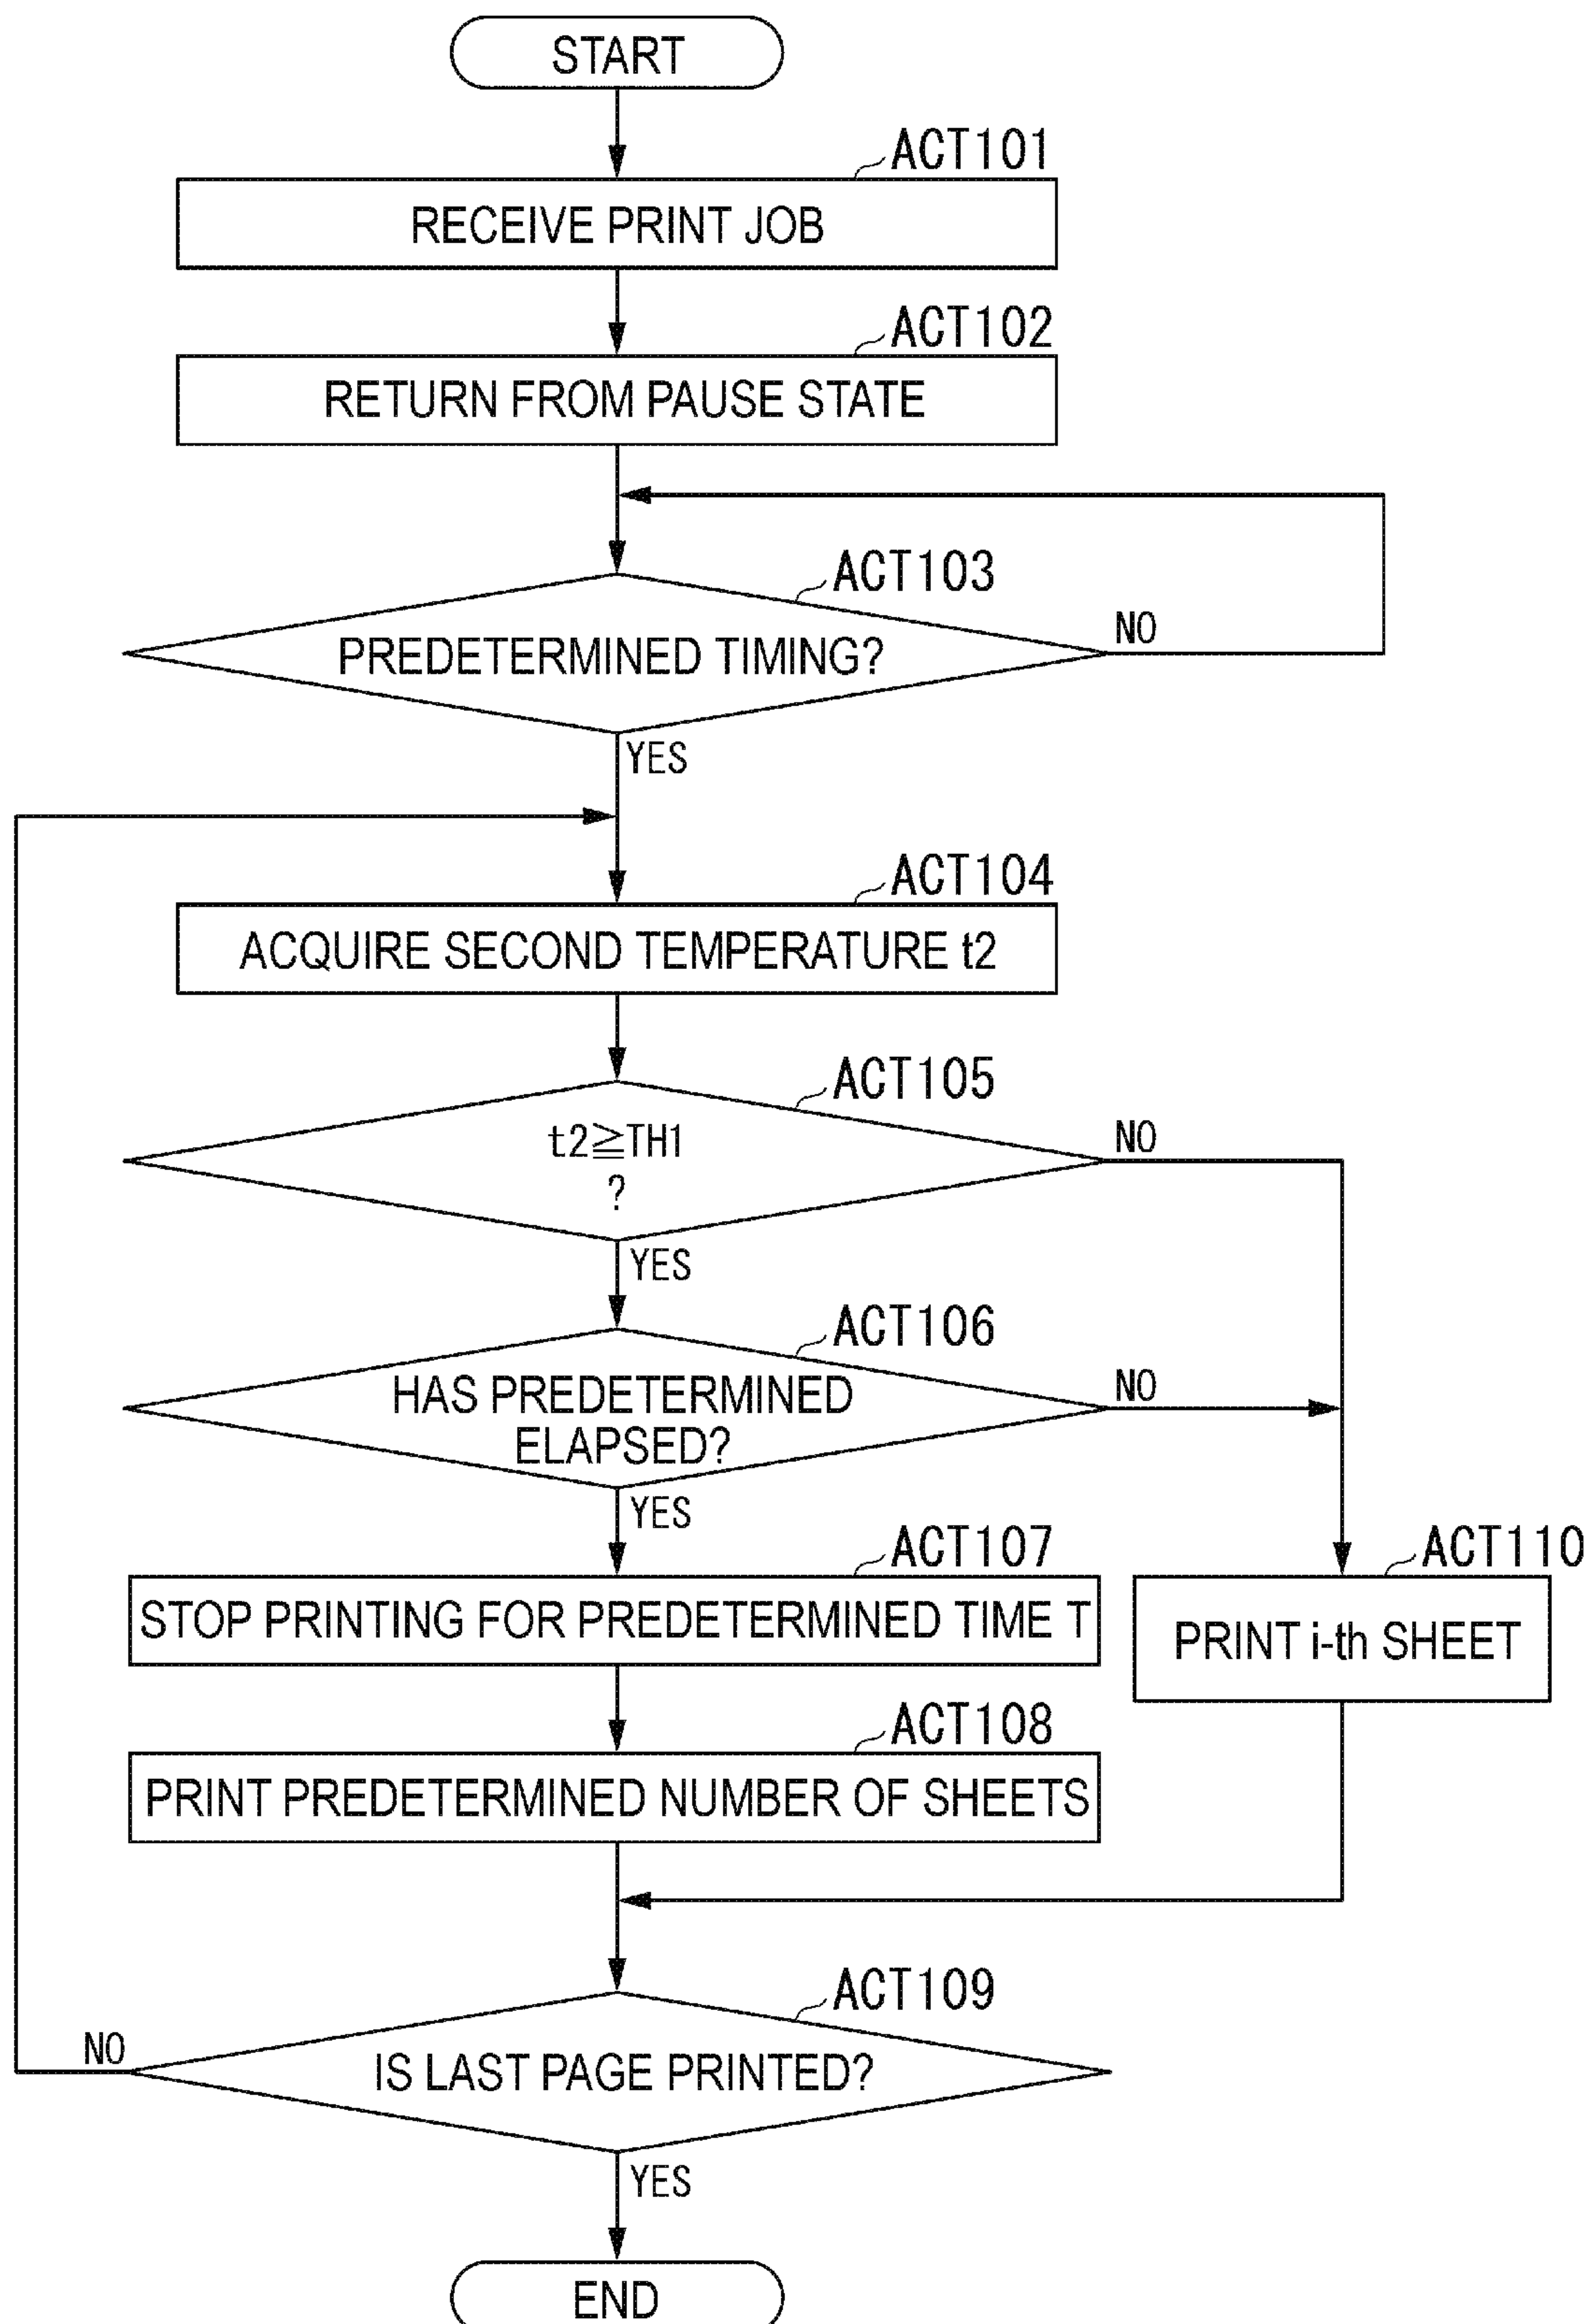 START
ACT101
RECEIVE PRINT JOB
ACT102
RETURN FROM PAUSE STATE
ACT103
PREDETERMINED TIMING?
NO
YES
ACT104
ACQUIRE SECOND TEMPERATURE t2
ACT105
t2≧TH1
?
NO
YES
ACT106
HAS PREDETERMINED
ELAPSED?
NO
YES
ACT107
STOP PRINTING FOR PREDETERMINED TIME T
ACT110
PRINT i-th SHEET
ACT108
PRINT PREDETERMINED NUMBER OF SHEETS
ACT109
IS LAST PAGE PRINTED?
NO
YES
END